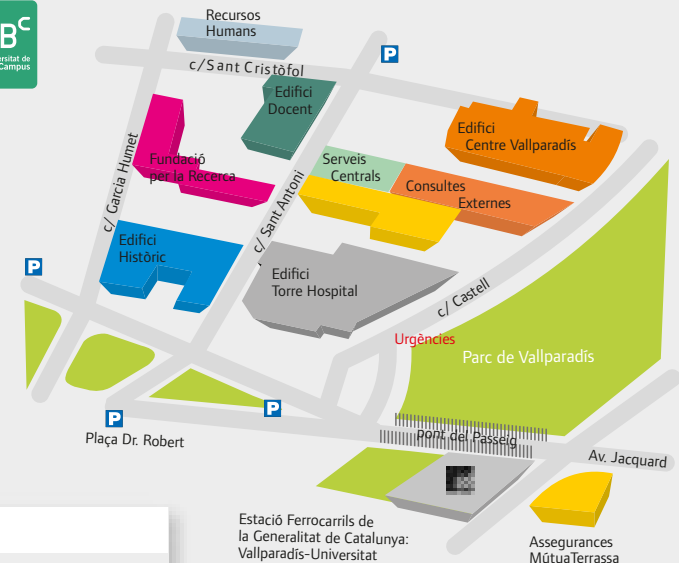 Recursos
Humans
c/Sant Cristòfol
Edifici
Docent
Edifici
Centre Vallparadís
c/ Garcia Humet
Fundació
per la Recerca
Serveis
Centrals
Consultes
Externes
c/ Sant Antoni
Edifici
Històric
Edifici
Torre Hospital
c/ Castell
Urgències
Parc de Vallparadís
P
P
P
P
Plaça Dr. Robert
pont del Passeig
Av. Jacquard
Estació Ferrocarrils de
la Generalitat de Catalunya:
Vallparadís-Universitat
Assegurances
MútuaTerrassa
Campus